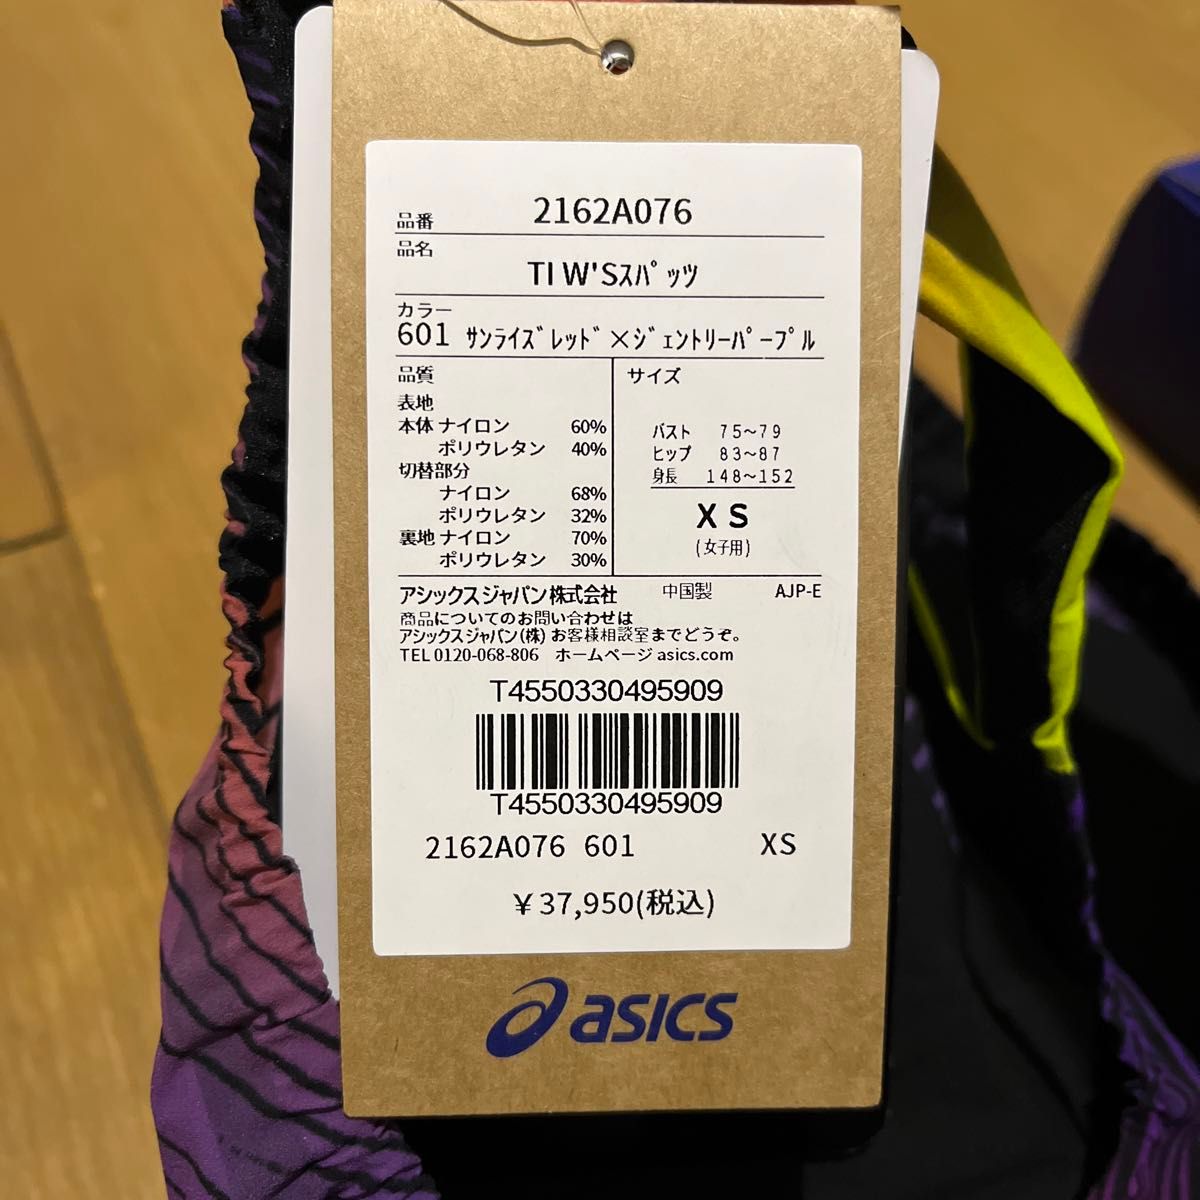 品番 2162A076
品名
TI W'Sスパッツ
カラー
601 サンライズレッド×ジェントリーパープル
品質
表地
本体 ナイロン 60%
ポリウレタン 40%
切替部分
ナイロン 68%
ポリウレタン 32%
裏地 ナイロン 70%
ポリウレタン 30%
サイズ
バスト 75~79
ヒップ 83~87
身長 148~152
XS
(女子用)
アシックスジャパン株式会社 中国製 AJP-E
商品についてのお問い合わせは
アシックスジャパン(株) お客様相談室までどうぞ。
TEL 0120-068-806 ホームページ asics.com
T4550330495909
T4550330495909
2162A076 601 XS
¥37,950(税込)
asics